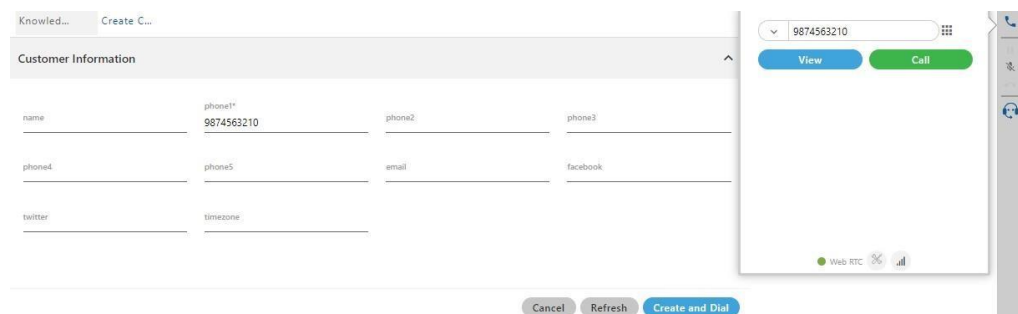 Knowled... Create C...
Customer Information
name
phone1*
9874563210
phone2
phone3
phone4
phone5
email
facebook
twitter
timezone
Cancel Refresh Create and Dial
9874563210
View Call
Web RTC